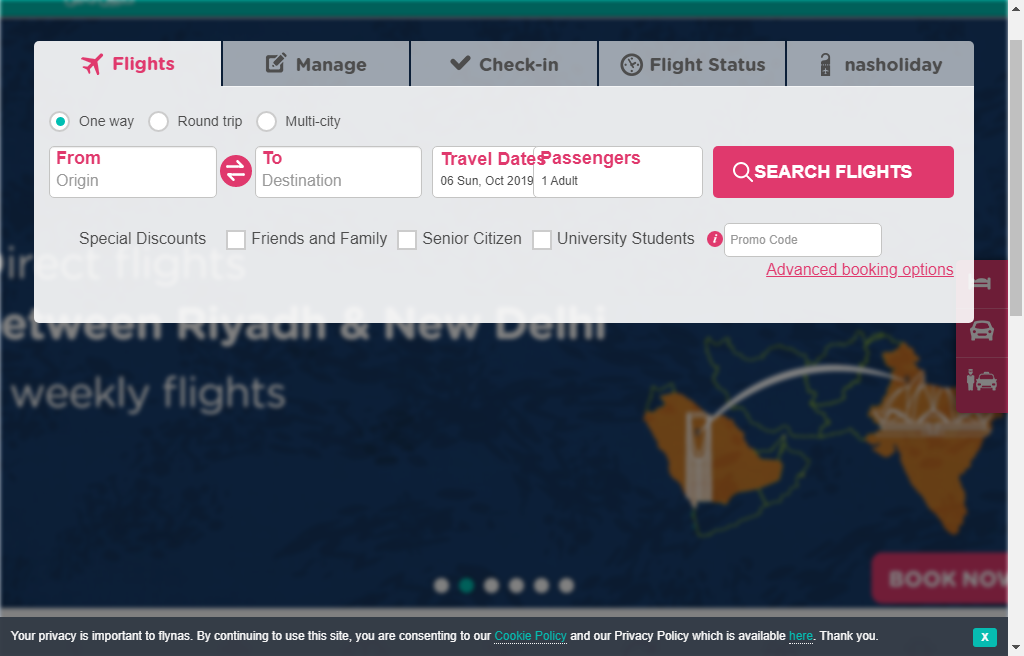 Flights
Manage
Check-in
Flight Status
nasholiday
One way
Round trip
Multi-city
From
To
Travel Dates
Passengers
Origin
Destination
06 Sun, Oct 2019
1 Adult
SEARCH FLIGHTS
Special Discounts
Friends and Family
Senior Citizen
University Students
i
Promo Code
Advanced booking options
irect flights
etween Riyadh & New Delhi
weekly flights
BOOK NOW
Your privacy is important to flynas. By continuing to use this site, you are consenting to our Cookie Policy and our Privacy Policy which is available here. Thank you.
X